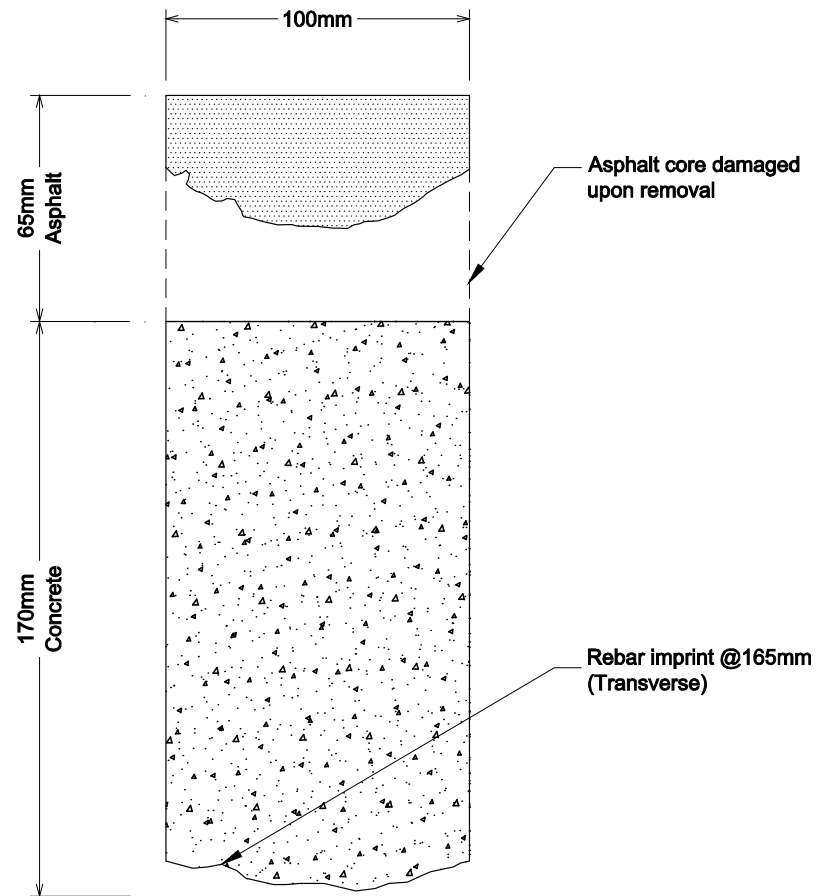 100mm
65mm
Asphalt
Asphalt core damaged
upon removal
170mm
Concrete
Rebar imprint @165mm
(Transverse)